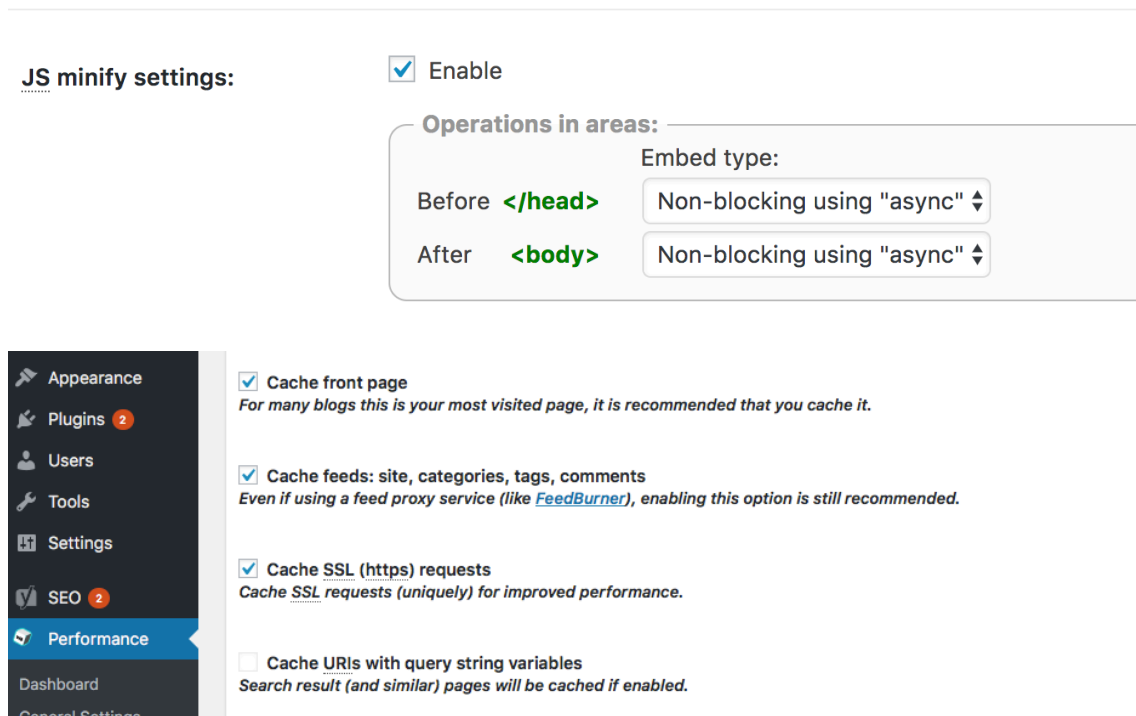 JS minify settings:
Enable
Operations in areas:
Embed type:
Before </head> Non-blocking using "async"
After <body> Non-blocking using "async"
Appearance
Plugins 2
Users
Tools
Settings
SEO 2
Performance
Dashboard
General Settings
Cache front page
For many blogs this is your most visited page, it is recommended that you cache it.
Cache feeds: site, categories, tags, comments
Even if using a feed proxy service (like FeedBurner), enabling this option is still recommended.
Cache SSL (https) requests
Cache SSL requests (uniquely) for improved performance.
Cache URIs with query string variables
Search result (and similar) pages will be cached if enabled.